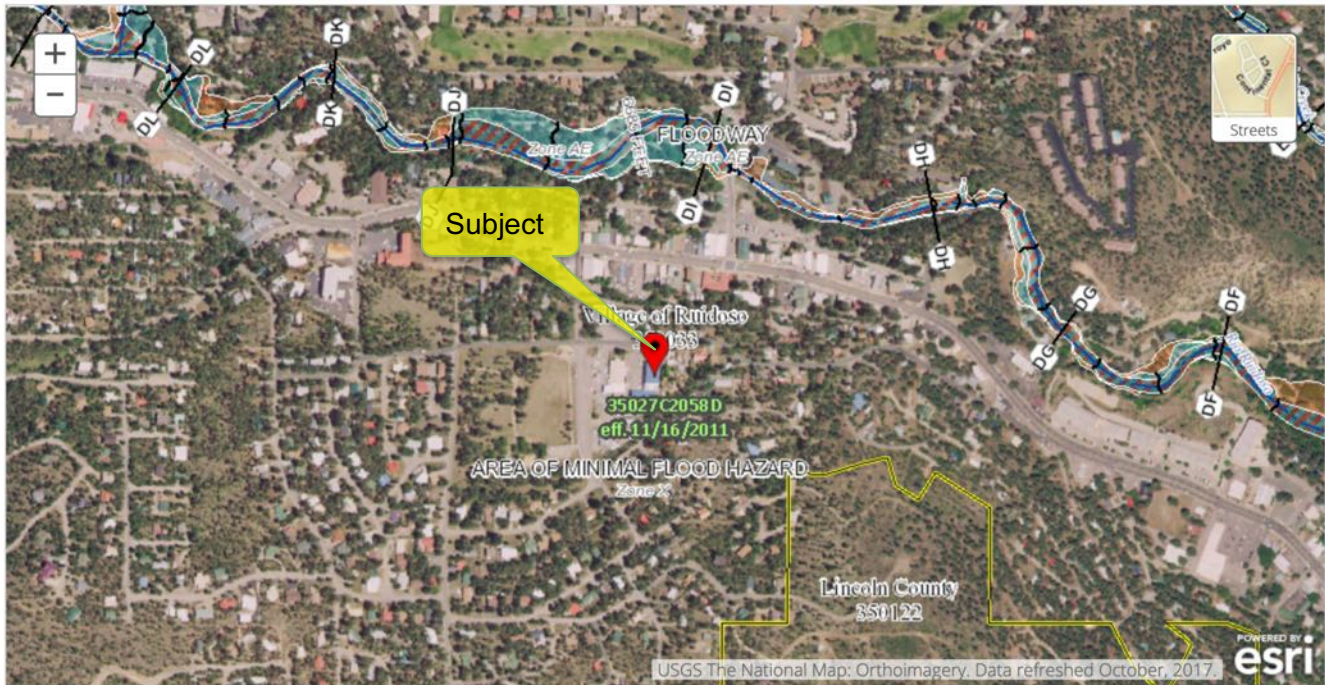 +
−
DL
DL
DK
DK
DJ
DI
DI
FLOODWAY
Zone AE
Zone AE
FEET
DH
DH
Streets
Subject
Village of Ruidoso
033
35027C2058D
eff. 11/16/2011
AREA OF MINIMAL FLOOD HAZARD
Zone X
DG
DG
DF
DF
Lincoln County
350122
POWERED BY
esri
USGS The National Map: Orthoimagery. Data refreshed October, 2017.